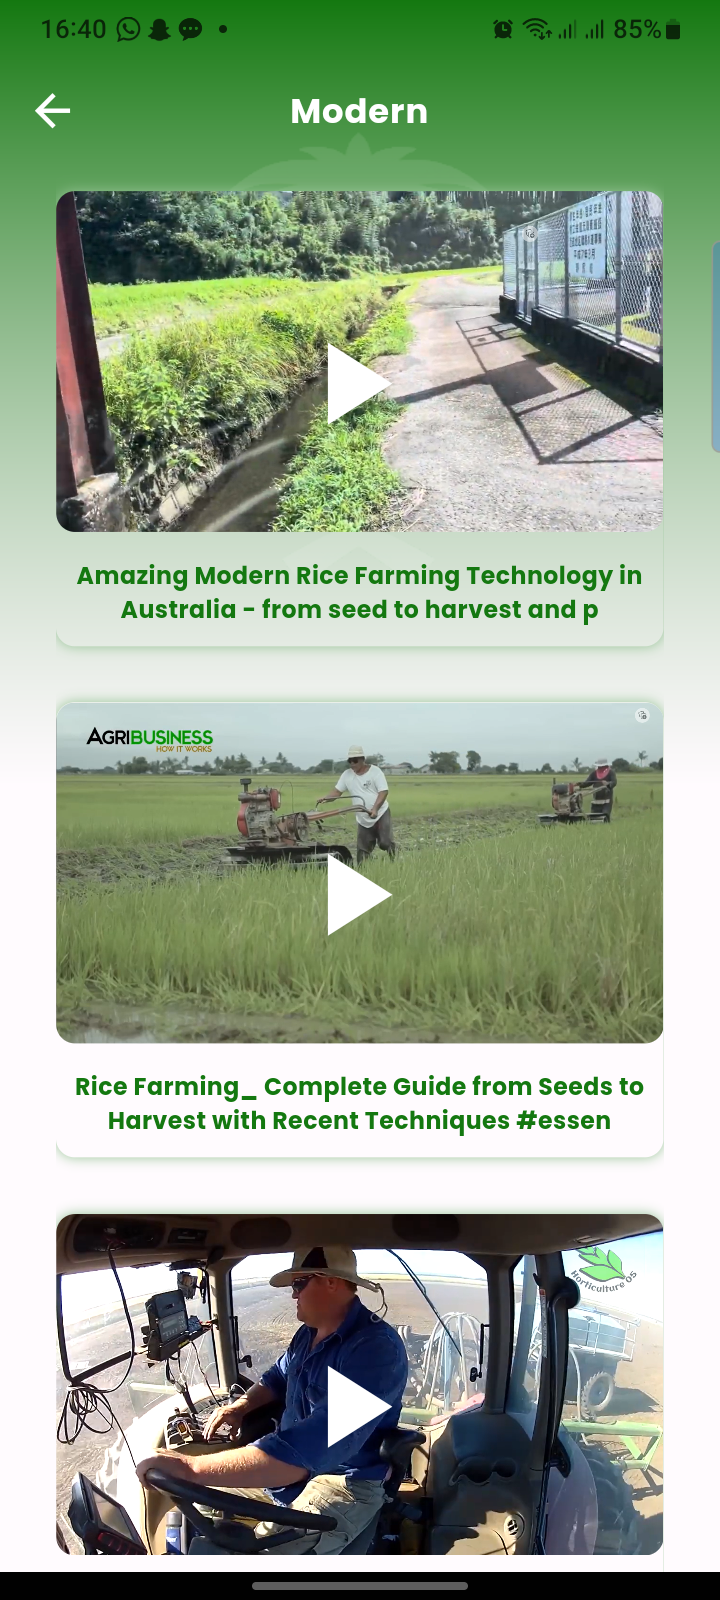 16:40
85%
Modern
Amazing Modern Rice Farming Technology in
Australia - from seed to harvest and p
AGRIBUSINESS
HOW IT WORKS
Rice Farming_ Complete Guide from Seeds to
Harvest with Recent Techniques #essen
Horticulture OS